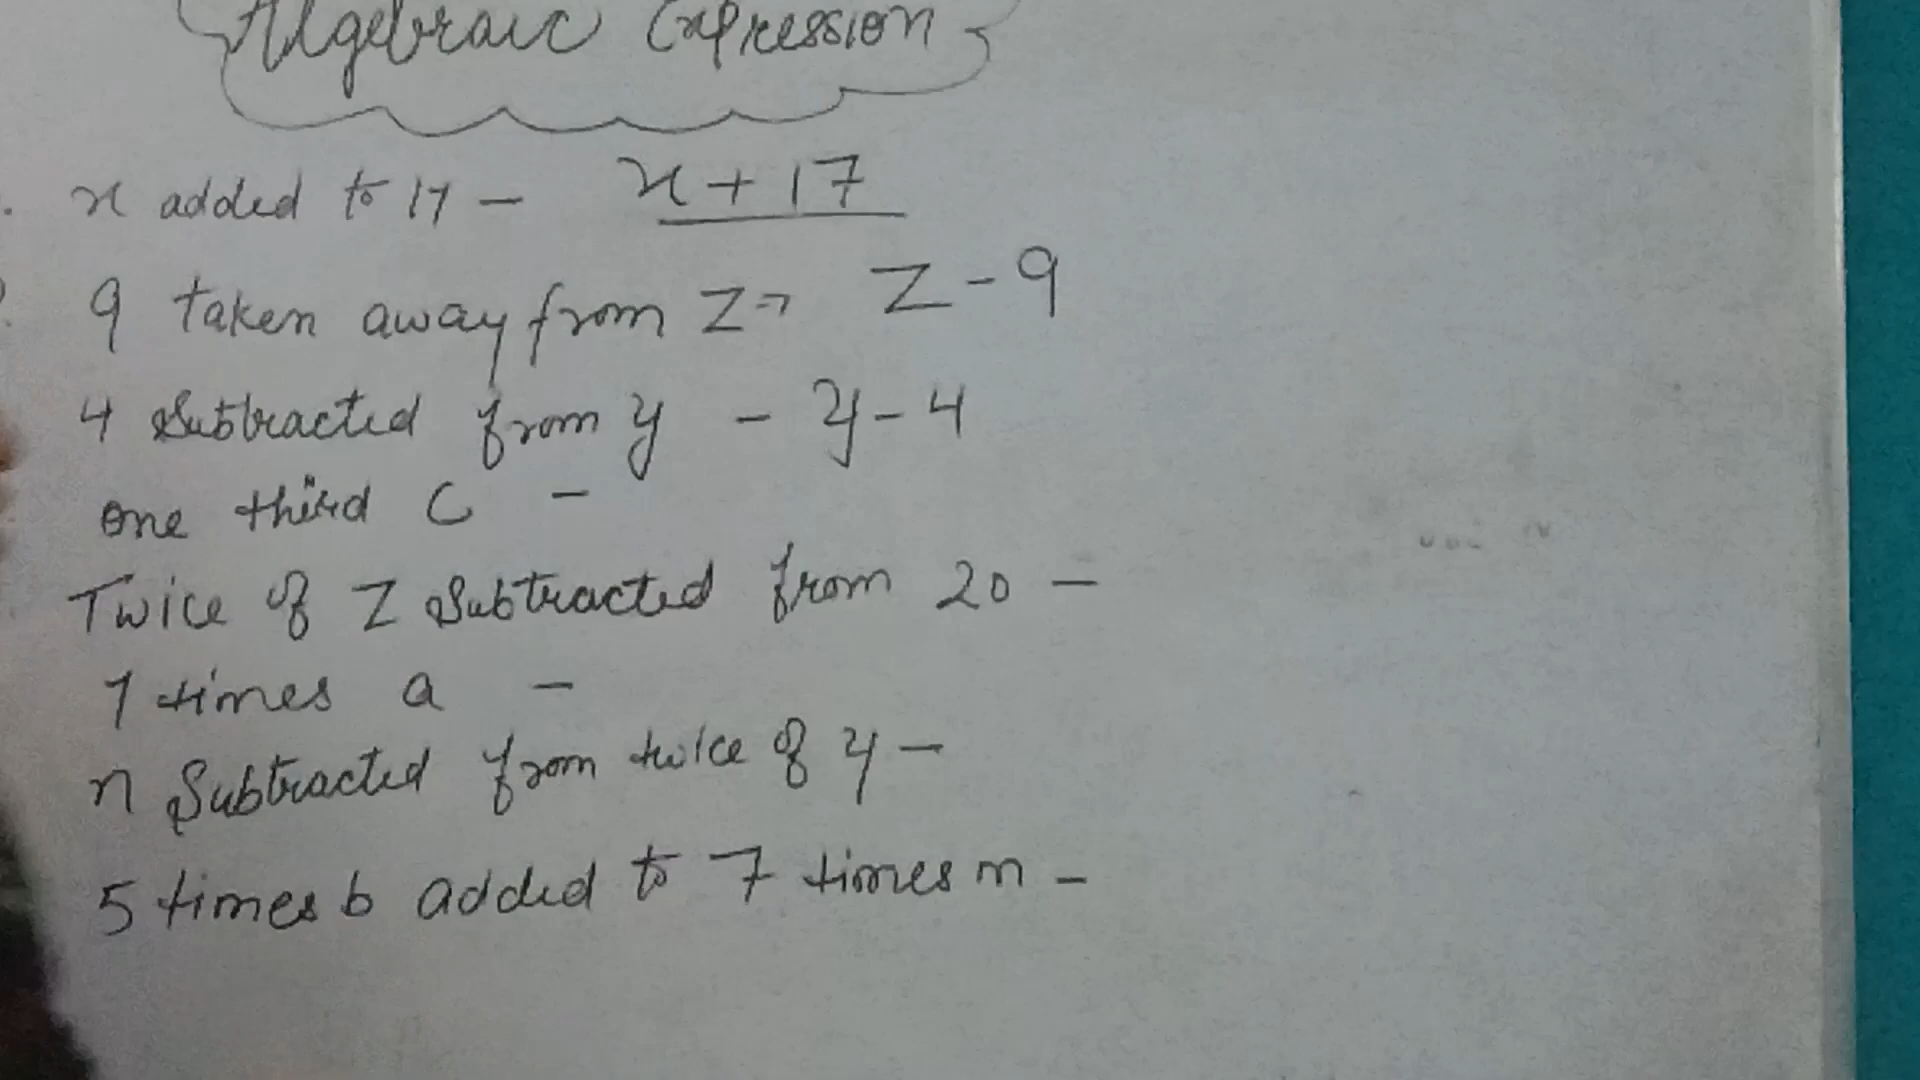 Algebraic Expression
x added to 17 - x + 17
9 taken away from Z => Z - 9
4 Subtracted from y - y - 4
one third C -
Twice of Z Subtracted from 20 -
7 times a -
n Subtracted from twice of y -
5 times b added to 7 times n -